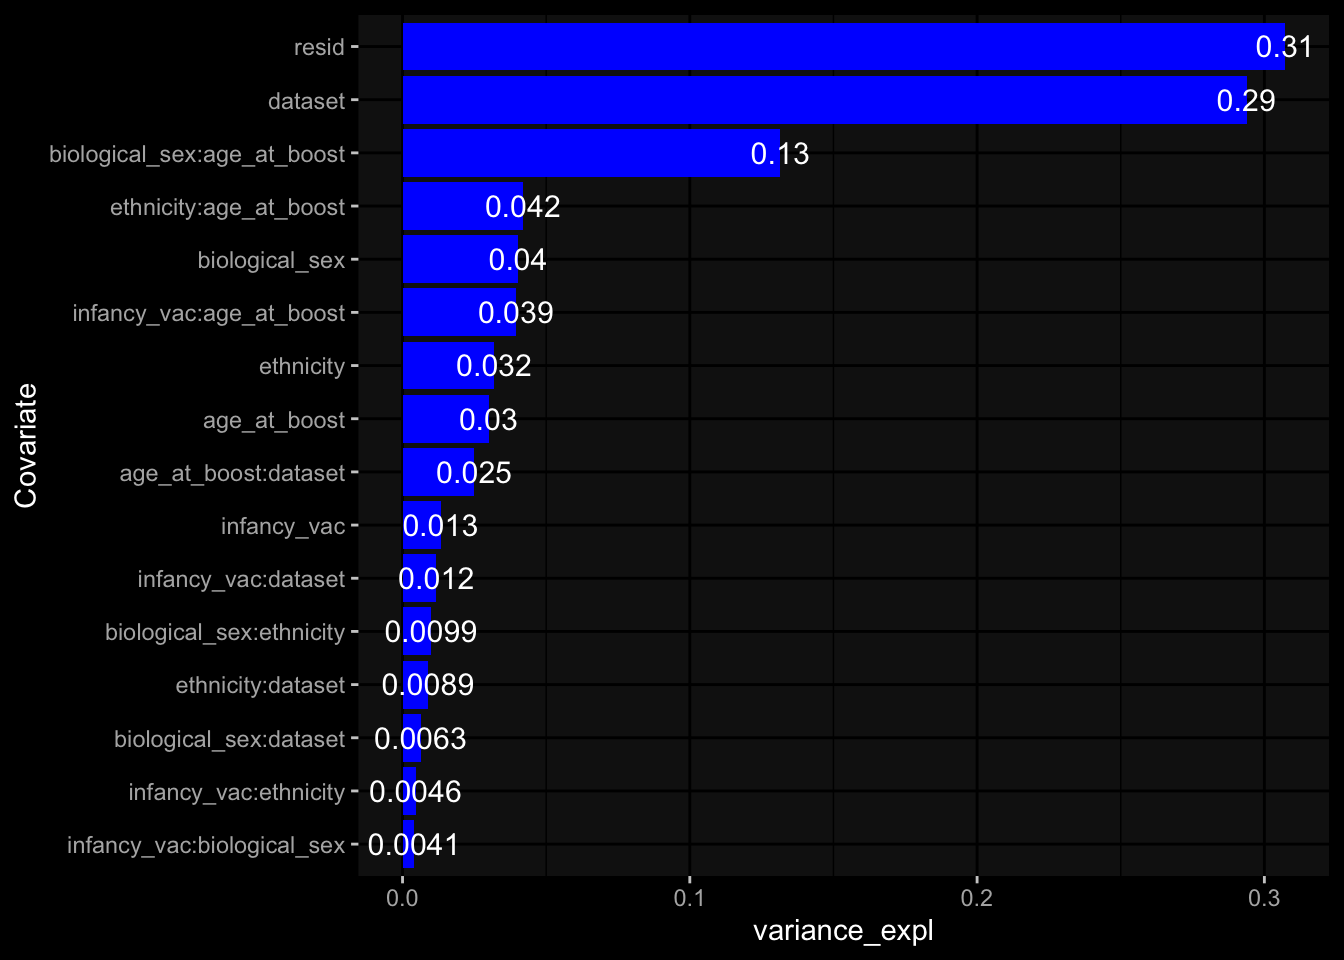 resid 0.31
dataset 0.29
biological_sex:age_at_boost 0.13
ethnicity:age_at_boost 0.042
biological_sex 0.04
infancy_vac:age_at_boost 0.039
ethnicity 0.032
age_at_boost 0.03
age_at_boost:dataset 0.025
infancy_vac 0.013
infancy_vac:dataset 0.012
biological_sex:ethnicity 0.0099
ethnicity:dataset 0.0089
biological_sex:dataset 0.0063
infancy_vac:ethnicity 0.0046
infancy_vac:biological_sex 0.0041
Covariate
0.0 0.1 0.2 0.3
variance_expl